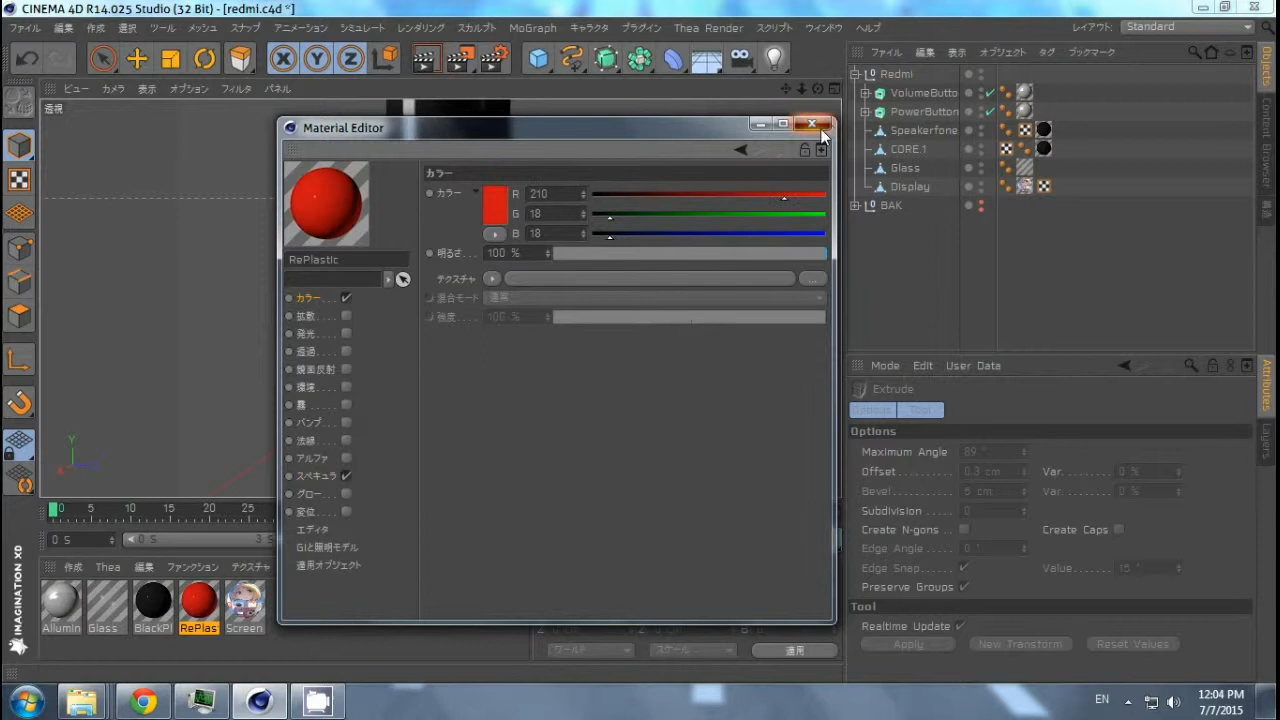 CINEMA 4D R14.025 Studio (32 Bit) - [redmi.c4d *]
ファイル 編集 作成 選択 ツール メッシュ スナップ アニメーション シミュレート レンダリング スカルプト MoGraph キャラクタ プラグイン Thea Render スクリプト ウインドウ ヘルプ レイアウト: Standard
X Y Z
ファイル 編集 表示 オブジェクト タグ ブックマーク
ビュー カメラ 表示 オプション フィルタ パネル
透視
Redmi
VolumeButto
PowerButton
Speakerfone
CORE.1
Glass
Display
BAK
Objects
Content Browser
構造
Material Editor
カラー
カラー R 210
G 18
B 18
明るさ. . . 100 %
テクスチャ ...
混合モード 通常
強度. . . . 100 %
RePlastic
カラー. . .
拡散. . . .
発光. . . .
透過. . . .
鏡面反射
環境. . . .
霧. . . . .
バンプ. . .
法線. . . .
アルファ. .
スペキュラ
グロー. . .
変位. . . .
エディタ
GIと照明モデル
適用オブジェクト
Y
X
Z
0 5 10 15 20 25
0 S 0 S 3 S
Mode Edit User Data
Attributes
Layers
Extrude
Options Tool
Options
Maximum Angle 89 °
Offset 0.3 cm Var. 0 %
Bevel 5 cm Var. 0 %
Subdivision 0
Create N-gons Create Caps
Edge Angle 0 °
Edge Snap Value 15 °
Preserve Groups
Tool
Realtime Update
Apply New Transform Reset Values
作成 Thea 編集 ファンクション テクスチャ
Allumin Glass BlackPl RePlas Screen
ワールド スケール 適用
IMAGINATION XD
EN
12:04 PM
7/7/2015